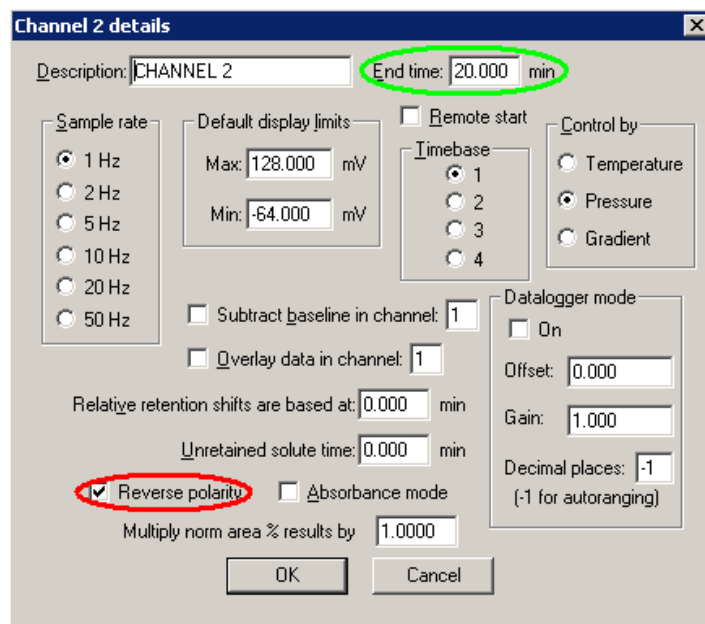 Channel 2 details
Description: CHANNEL 2 End time: 20.000 min
Sample rate
1 Hz
2 Hz
5 Hz
10 Hz
20 Hz
50 Hz
Default display limits
Max: 128.000 mV
Min: -64.000 mV
Remote start
Timebase
1
2
3
4
Control by
Temperature
Pressure
Gradient
Subtract baseline in channel: 1
Overlay data in channel: 1
Relative retention shifts are based at: 0.000 min
Unretained solute time: 0.000 min
Reverse polarity Absorbance mode
Multiply norm area % results by 1.0000
Datalogger mode
On
Offset: 0.000
Gain: 1.000
Decimal places: -1
(-1 for autoranging)
OK Cancel